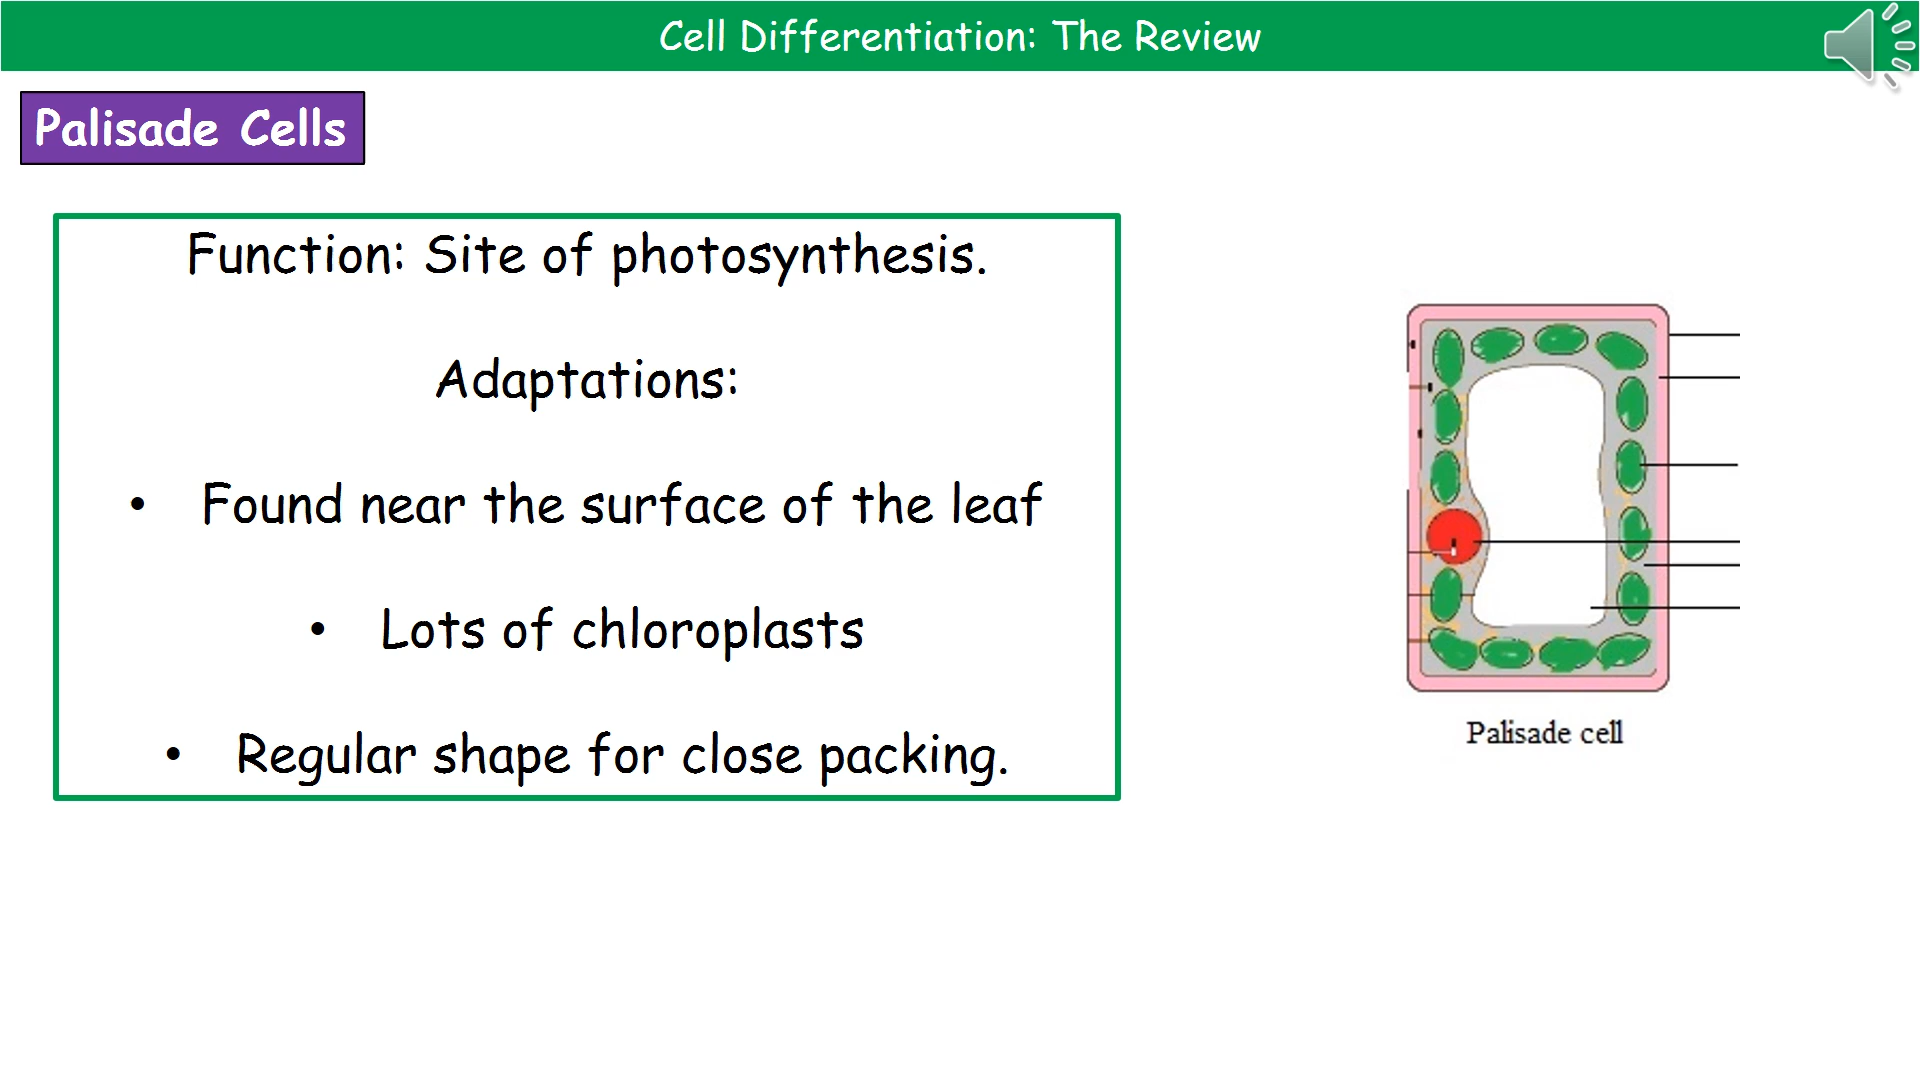 Cell Differentiation: The Review
Palisade Cells
Function: Site of photosynthesis.
Adaptations:
• Found near the surface of the leaf
• Lots of chloroplasts
• Regular shape for close packing.
Palisade cell